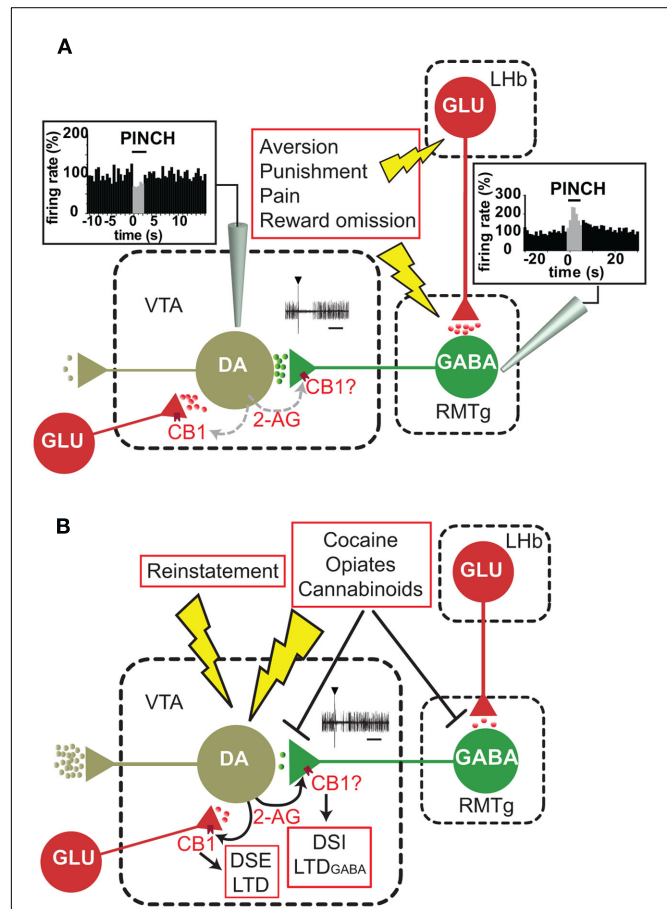 A
LHb
GLU
200
100
0
firing rate (%)
PINCH
-10 -5 0 5 10
time (s)
Aversion
Punishment
Pain
Reward omission
300
200
100
0
firing rate (%)
PINCH
-20 0 20
time (s)
VTA
DA
CB1?
GABA
RMTg
GLU
CB1
2-AG
B
Reinstatement
Cocaine
Opiates
Cannabinoids
LHb
GLU
VTA
DA
CB1?
GABA
RMTg
2-AG
GLU
CB1
DSE
LTD
DSI
LTDGABA